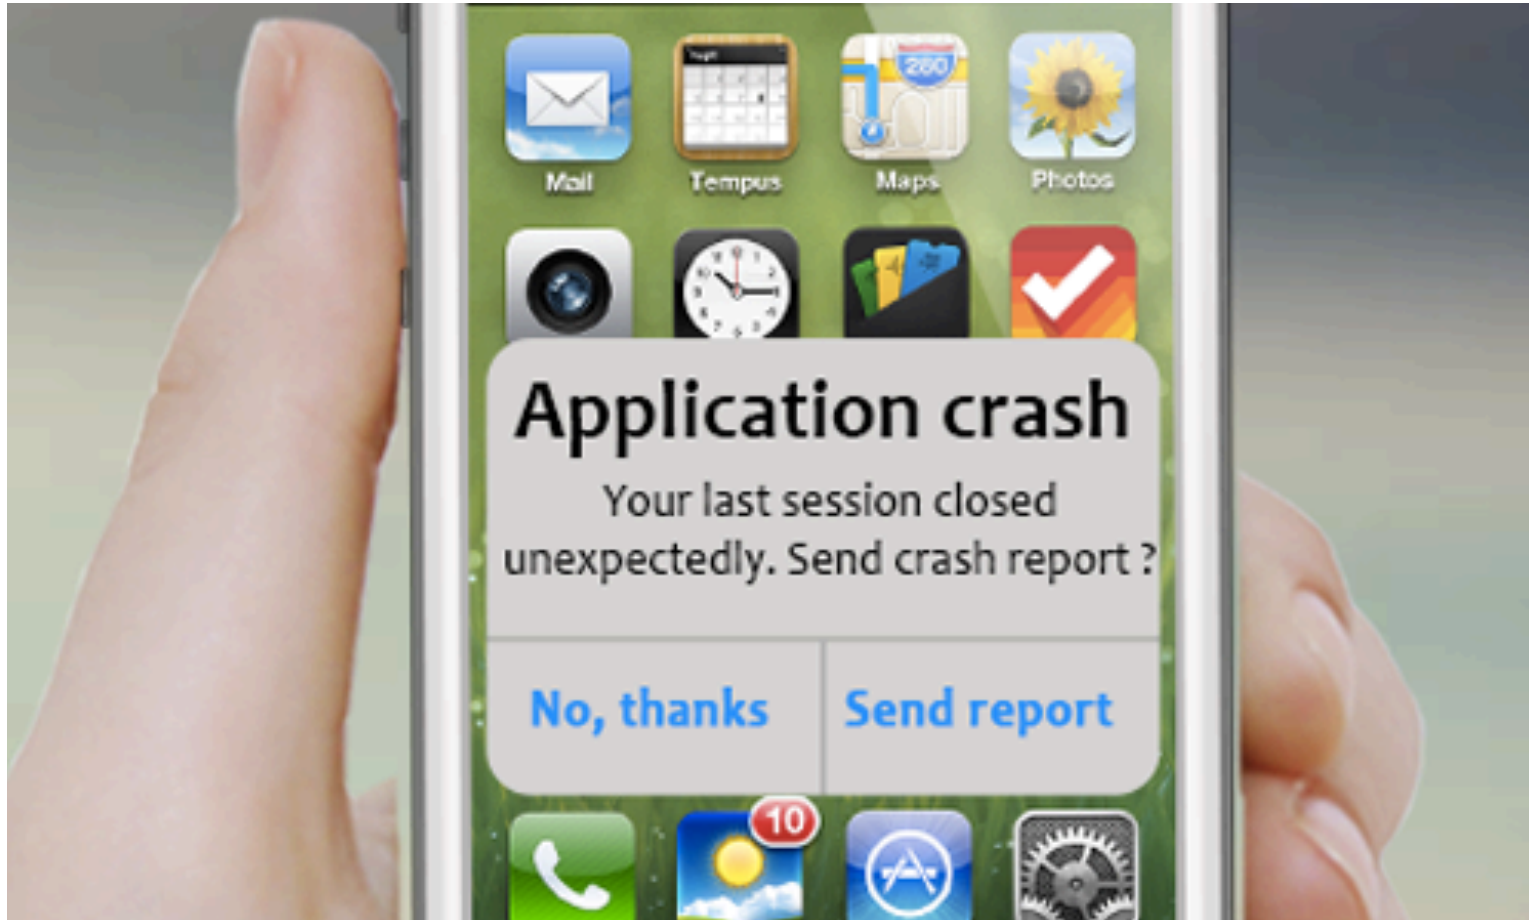 280
Mail Tempus Maps Photos
Application crash
Your last session closed
unexpectedly. Send crash report ?
No, thanks Send report
10